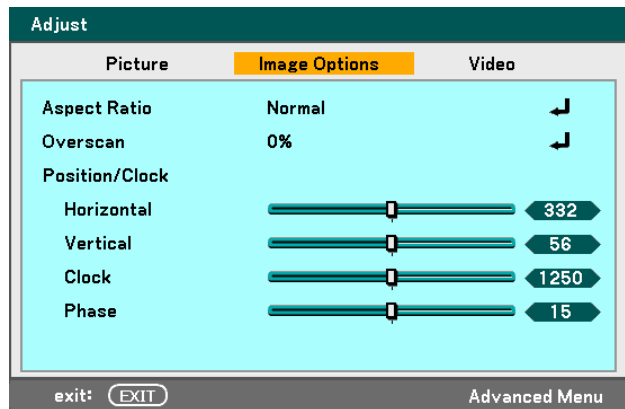 Adjust
Picture Image Options Video
Aspect Ratio Normal
Overscan 0%
Position/Clock
Horizontal 332
Vertical 56
Clock 1250
Phase 15
exit: EXIT Advanced Menu